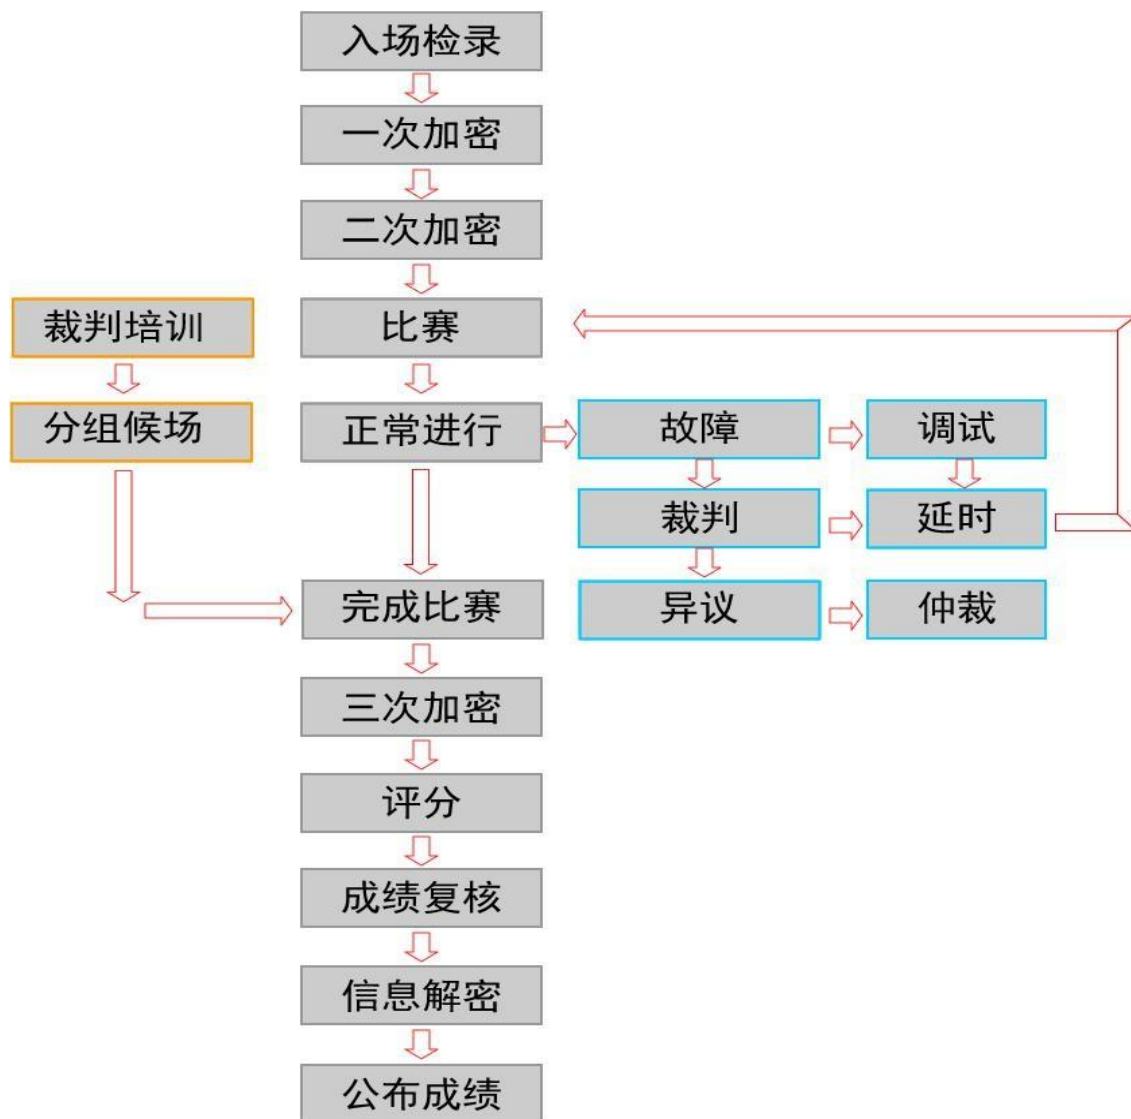 入场检录
一次加密
二次加密
裁判培训
比赛
分组候场
正常进行
故障
调试
裁判
延时
完成比赛
异议
仲裁
三次加密
评分
成绩复核
信息解密
公布成绩